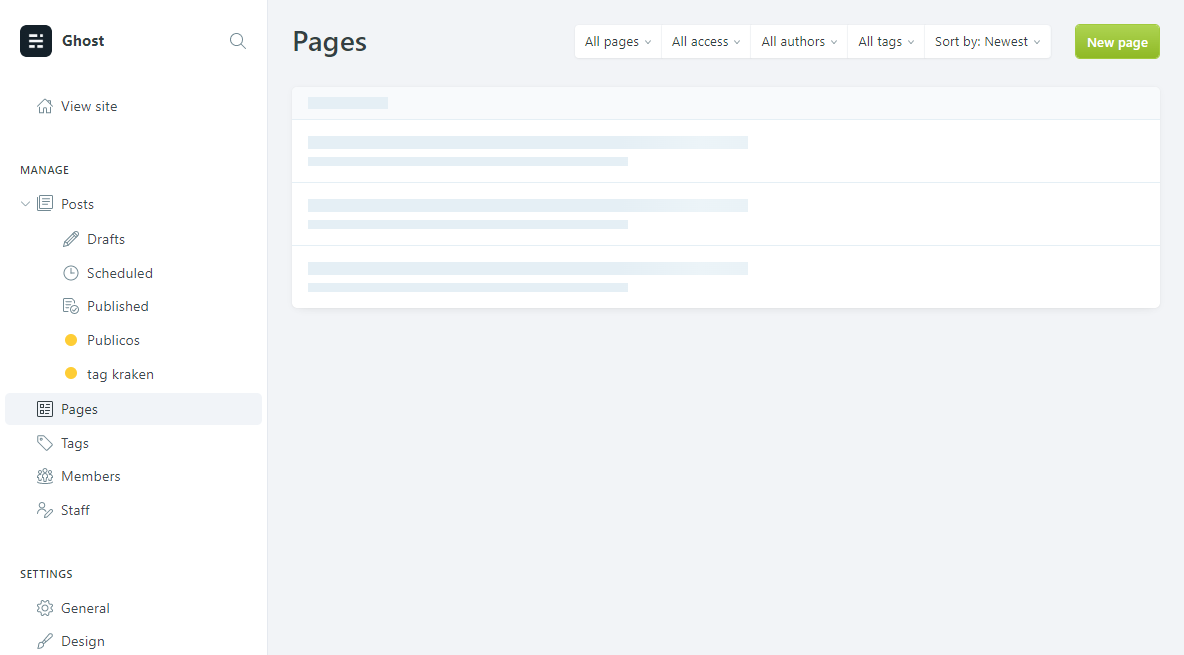 Ghost
View site
MANAGE
Posts
Drafts
Scheduled
Published
Publicos
tag kraken
Pages
Tags
Members
Staff
SETTINGS
General
Design
Pages
All pages
All access
All authors
All tags
Sort by: Newest
New page